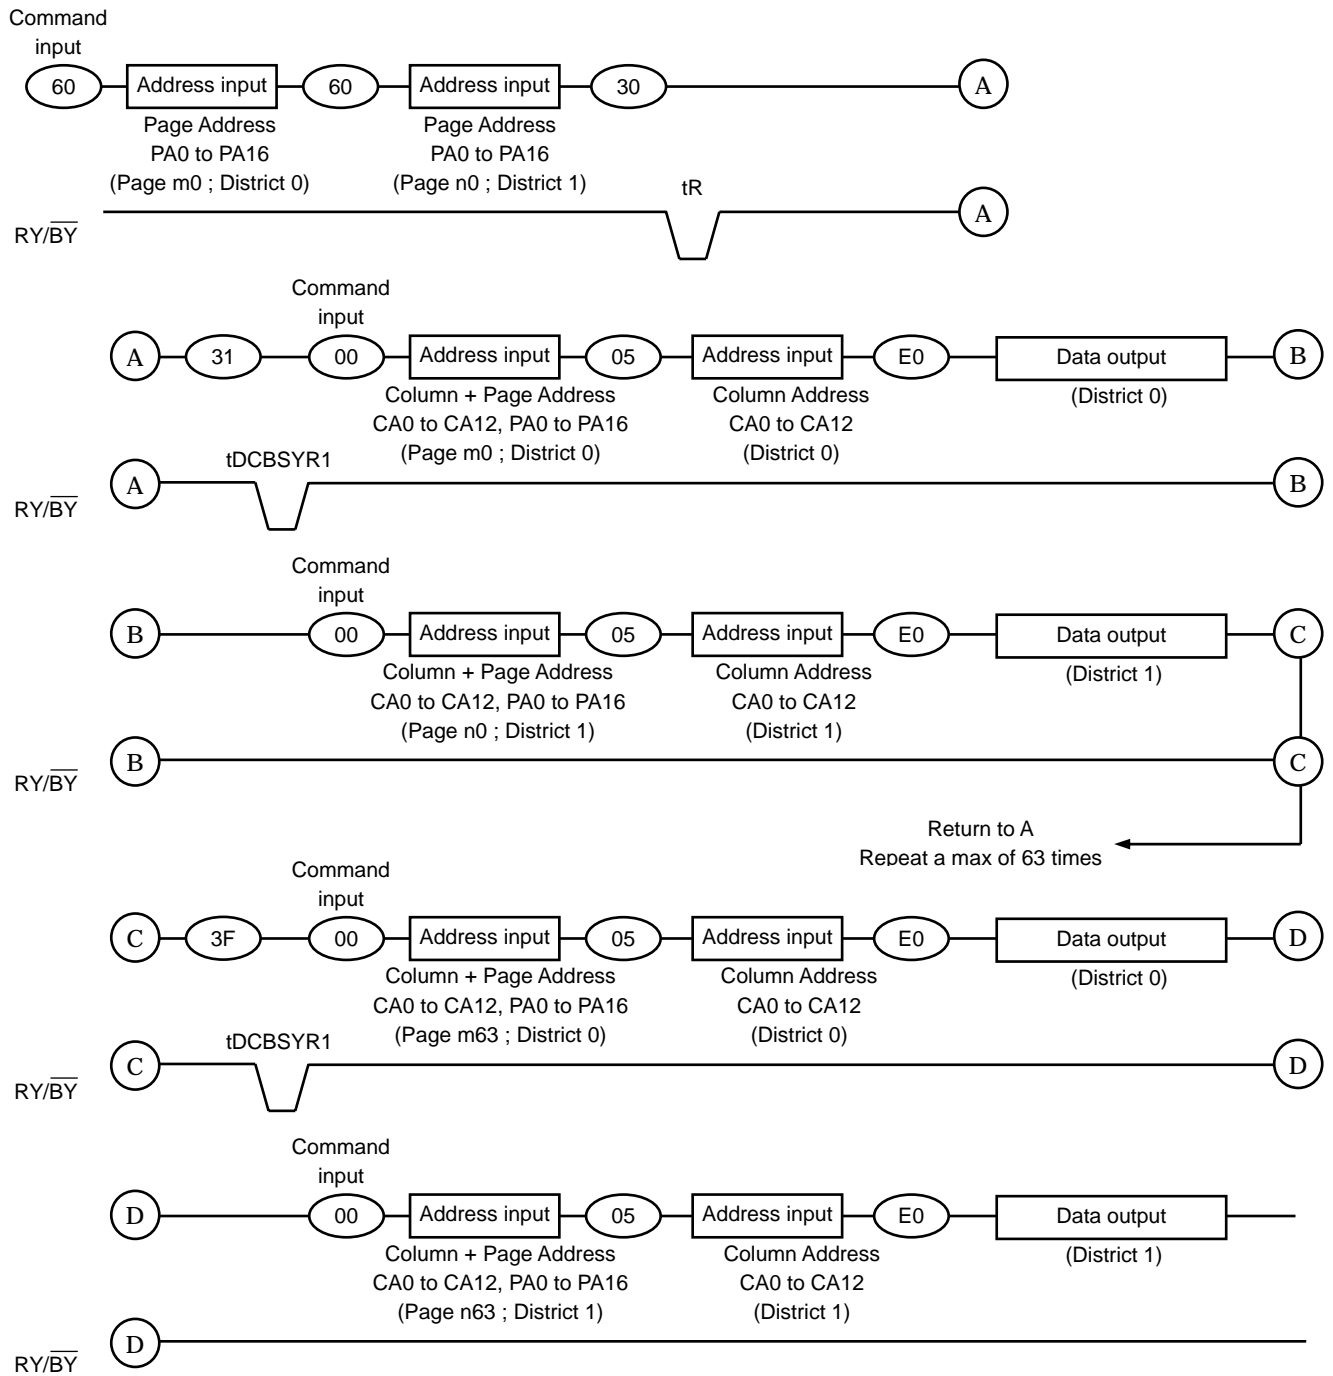 Command
input
60 Address input 60 Address input 30 A
Page Address Page Address
PA0 to PA16 PA0 to PA16
(Page m0 ; District 0) (Page n0 ; District 1)
tR
A
RY/BY
Command
input
A 31 00 Address input 05 Address input E0 Data output B
Column + Page Address Column Address (District 0)
CA0 to CA12, PA0 to PA16 CA0 to CA12
(Page m0 ; District 0) (District 0)
tDCBSYR1
A B
RY/BY
Command
input
B 00 Address input 05 Address input E0 Data output C
Column + Page Address Column Address (District 1)
CA0 to CA12, PA0 to PA16 CA0 to CA12
(Page n0 ; District 1) (District 1)
B C
RY/BY
Return to A
Repeat a max of 63 times
Command
input
C 3F 00 Address input 05 Address input E0 Data output D
Column + Page Address Column Address (District 0)
CA0 to CA12, PA0 to PA16 CA0 to CA12
(Page m63 ; District 0) (District 0)
tDCBSYR1
C D
RY/BY
Command
input
D 00 Address input 05 Address input E0 Data output
Column + Page Address Column Address (District 1)
CA0 to CA12, PA0 to PA16 CA0 to CA12
(Page n63 ; District 1) (District 1)
D
RY/BY